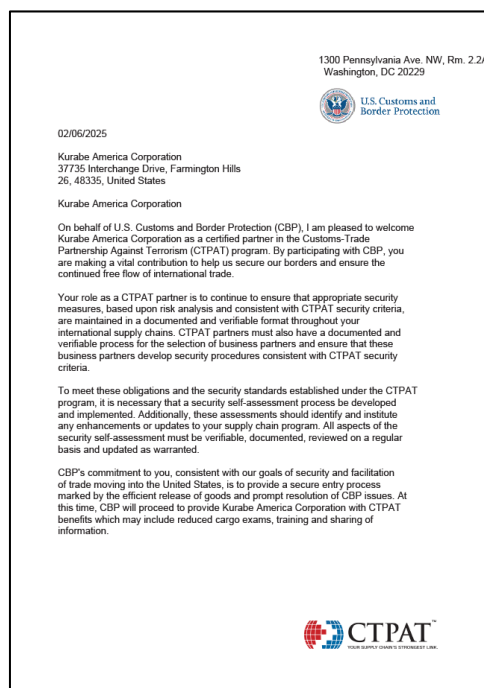 1300 Pennsylvania Ave. NW, Rm. 2.2A
Washington, DC 20229
U.S. Customs and
Border Protection
02/06/2025
Kurabe America Corporation
37735 Interchange Drive, Farmington Hills
26, 48335, United States
Kurabe America Corporation
On behalf of U.S. Customs and Border Protection (CBP), I am pleased to welcome
Kurabe America Corporation as a certified partner in the Customs-Trade
Partnership Against Terrorism (CTPAT) program. By participating with CBP, you
are making a vital contribution to help us secure our borders and ensure the
continued free flow of international trade.
Your role as a CTPAT partner is to continue to ensure that appropriate security
measures, based upon risk analysis and consistent with CTPAT security criteria,
are maintained in a documented and verifiable format throughout your
international supply chains. CTPAT partners must also have a documented and
verifiable process for the selection of business partners and ensure that these
business partners develop security procedures consistent with CTPAT security
criteria.
To meet these obligations and the security standards established under the CTPAT
program, it is necessary that a security self-assessment process be developed
and implemented. Additionally, these assessments should identify and institute
any enhancements or updates to your supply chain program. All aspects of the
security self-assessment must be verifiable, documented, reviewed on a regular
basis and updated as warranted.
CBP's commitment to you, consistent with our goals of security and facilitation
of trade moving into the United States, is to provide a secure entry process
marked by the efficient release of goods and prompt resolution of CBP issues. At
this time, CBP will proceed to provide Kurabe America Corporation with CTPAT
benefits which may include reduced cargo exams, training and sharing of
information.
CTPAT™
YOUR SUPPLY CHAIN'S STRONGEST LINK.